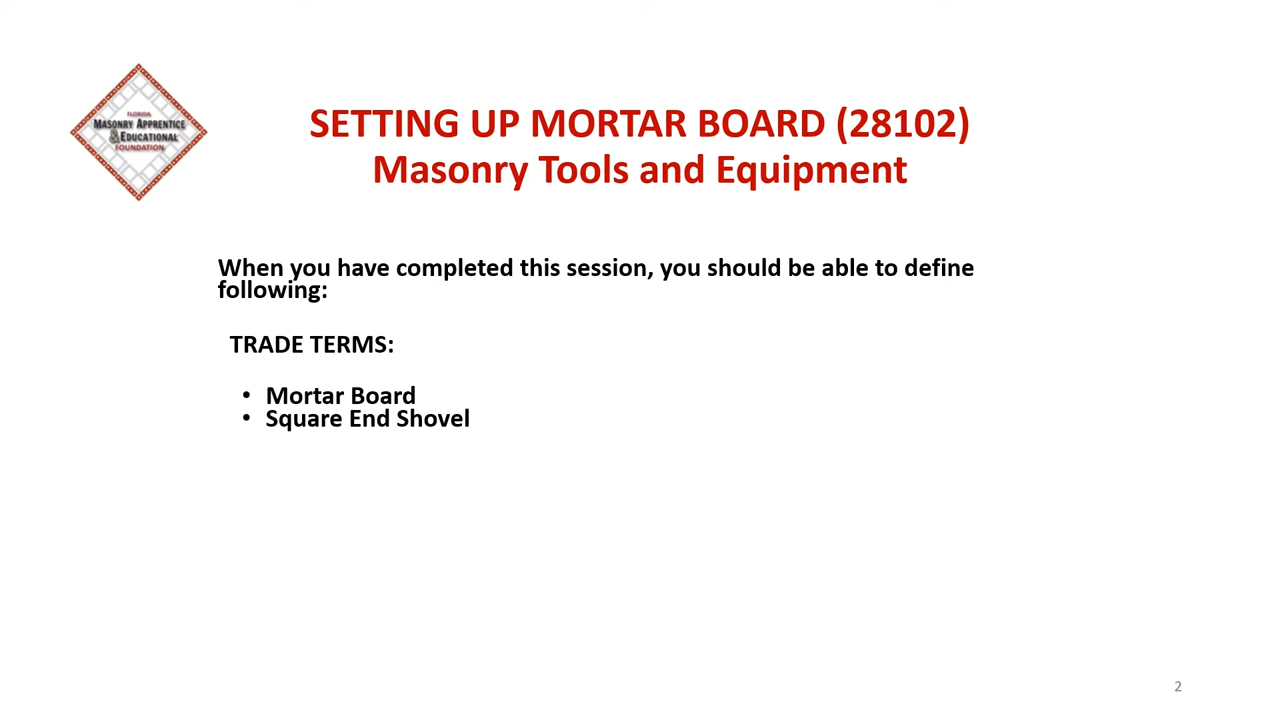 FLORIDA
MASONRY APPRENTICE
& EDUCATIONAL
FOUNDATION
SETTING UP MORTAR BOARD (28102)
Masonry Tools and Equipment
When you have completed this session, you should be able to define
following:
TRADE TERMS:
• Mortar Board
• Square End Shovel
2